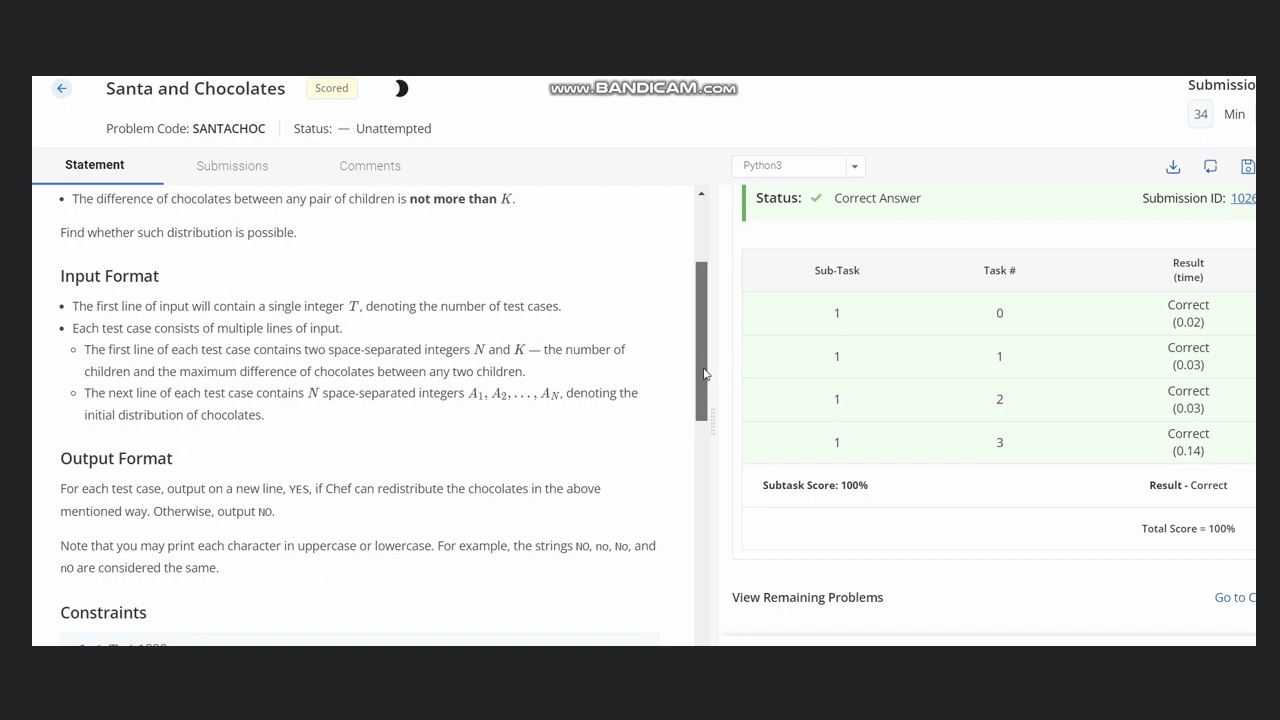 www.BANDICAM.com
Santa and Chocolates
Scored
Submissio
Problem Code: SANTACHOC
Status: — Unattempted
34 Min
Statement
Submissions
Comments
Python3
• The difference of chocolates between any pair of children is not more than K.
Find whether such distribution is possible.
Input Format
• The first line of input will contain a single integer T, denoting the number of test cases.
• Each test case consists of multiple lines of input.
◦ The first line of each test case contains two space-separated integers N and K — the number of
children and the maximum difference of chocolates between any two children.
◦ The next line of each test case contains N space-separated integers A1, A2, . . . , AN, denoting the
initial distribution of chocolates.
Output Format
For each test case, output on a new line, YES, if Chef can redistribute the chocolates in the above
mentioned way. Otherwise, output NO.
Note that you may print each character in uppercase or lowercase. For example, the strings NO, no, No, and
nO are considered the same.
Constraints
Status: ✓ Correct Answer
Submission ID: 1026
Sub-Task Task # Result
(time)
1 0 Correct
(0.02)
1 1 Correct
(0.03)
1 2 Correct
(0.03)
1 3 Correct
(0.14)
Subtask Score: 100% Result - Correct
Total Score = 100%
View Remaining Problems
Go to C